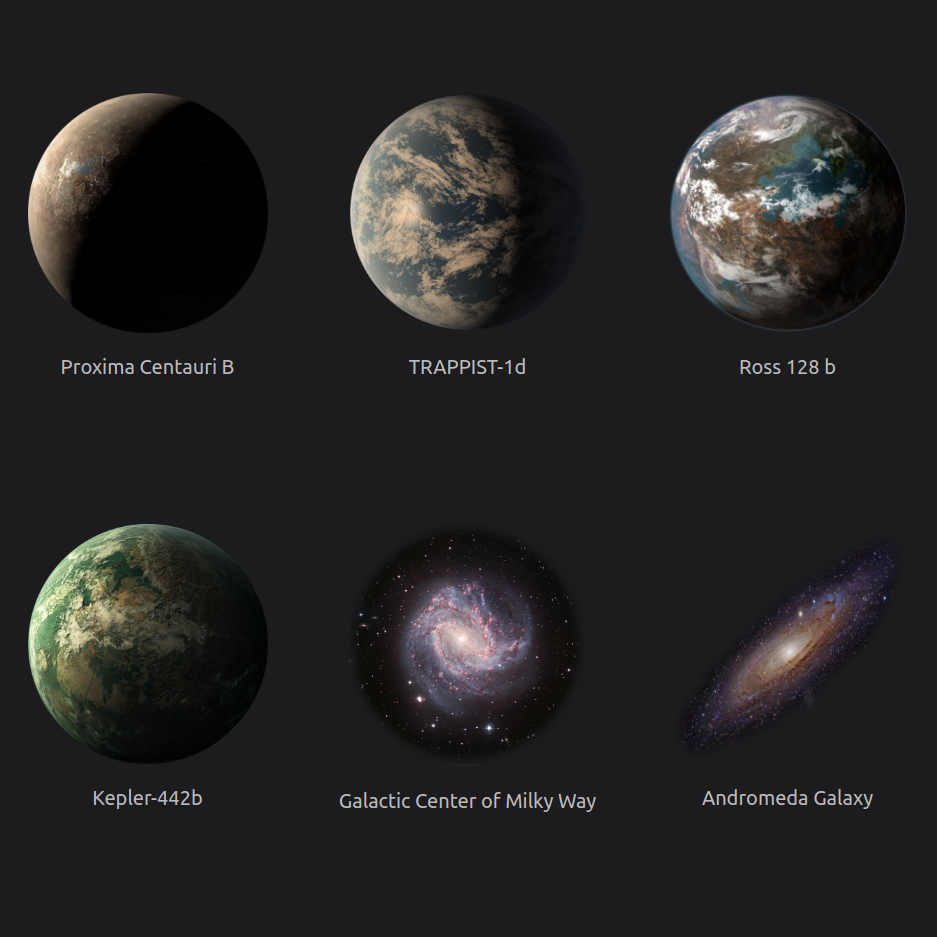 Proxima Centauri B
TRAPPIST-1d
Ross 128 b
Kepler-442b
Galactic Center of Milky Way
Andromeda Galaxy